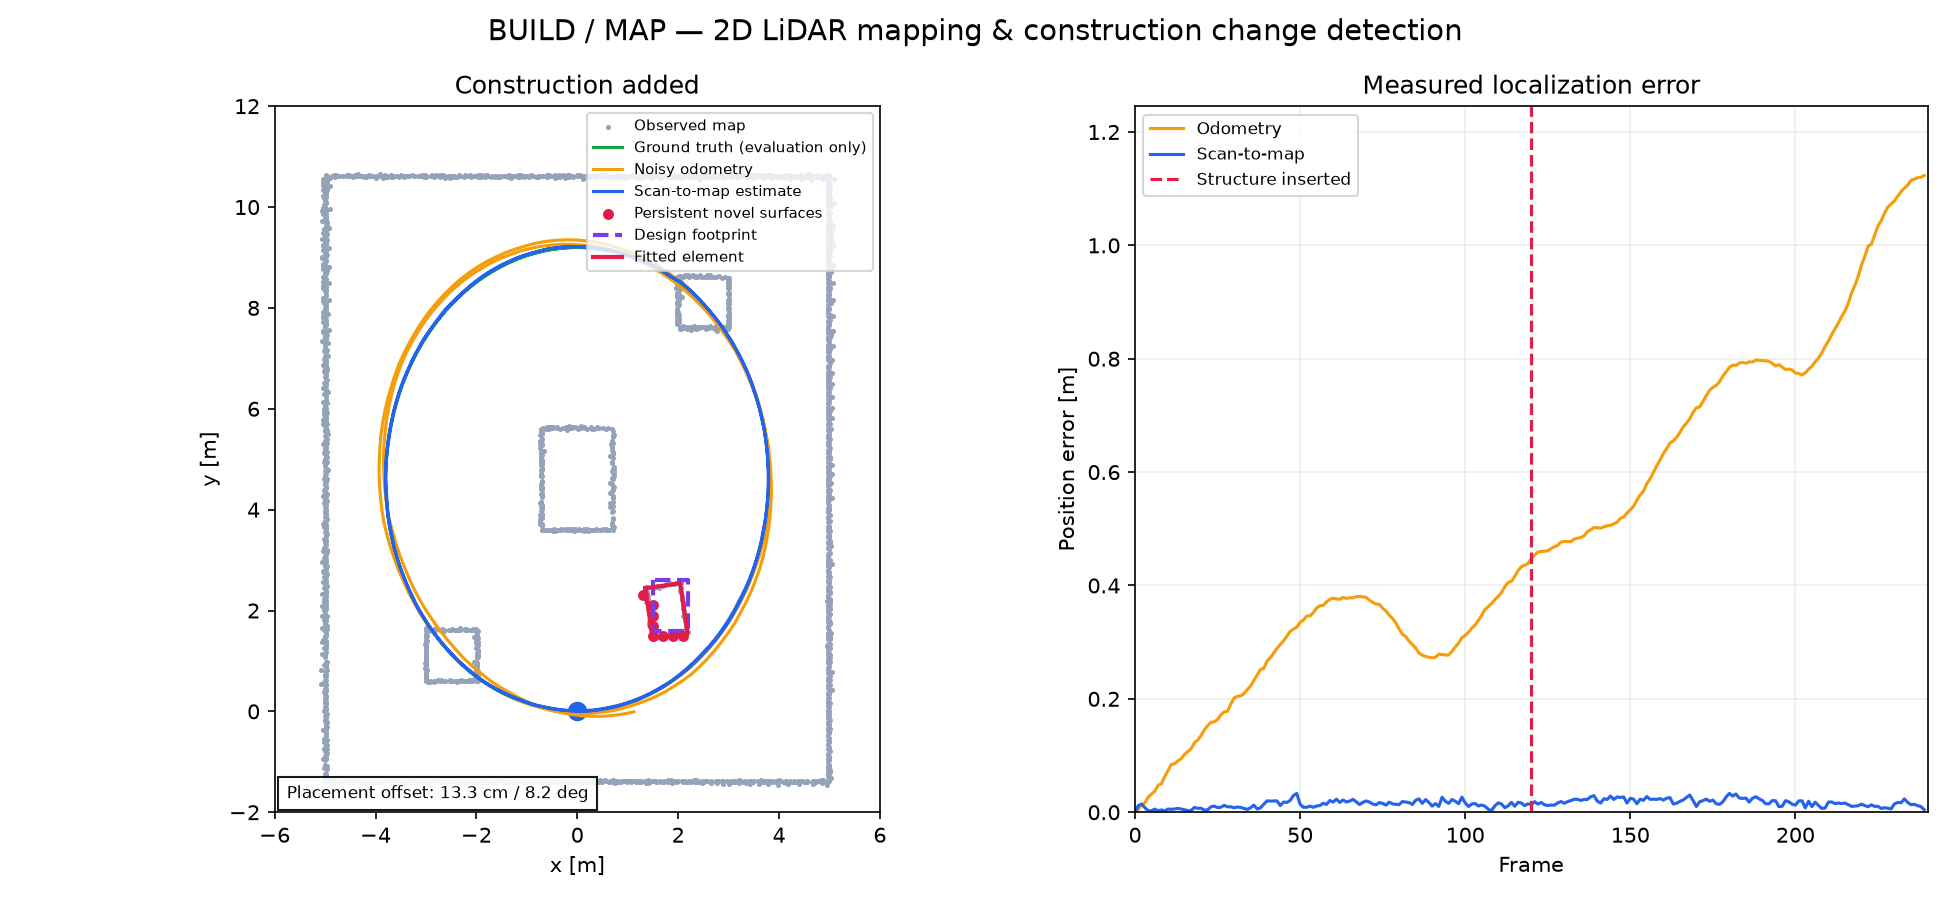 BUILD / MAP — 2D LiDAR mapping & construction change detection
Construction added
12
10
8
6
4
2
0
−2
y [m]
−6
−4
−2
0
2
4
6
x [m]
Observed map
Ground truth (evaluation only)
Noisy odometry
Scan-to-map estimate
Persistent novel surfaces
Design footprint
Fitted element
Placement offset: 13.3 cm / 8.2 deg
Measured localization error
1.2
1.0
0.8
0.6
0.4
0.2
0.0
Position error [m]
0
50
100
150
200
Frame
Odometry
Scan-to-map
Structure inserted